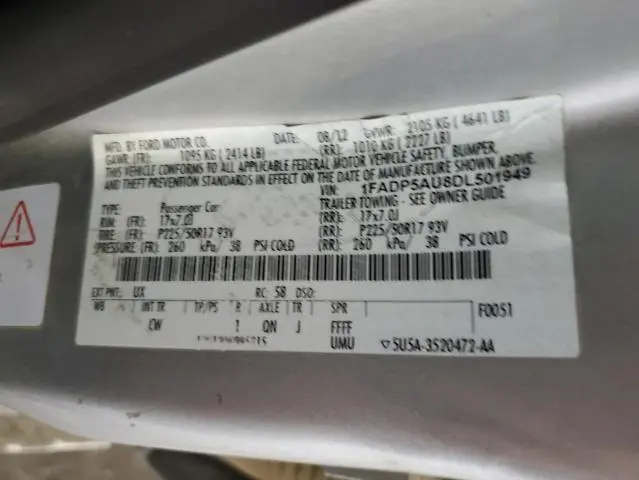 MFD. BY FORD MOTOR CO. DATE: 08/12 GVWR: 2105 KG ( 4641 LB)
GAWR: (FR): 1095 KG ( 2414 LB) (RR): 1010 KG ( 2227 LB)
THIS VEHICLE CONFORMS TO ALL APPLICABLE FEDERAL MOTOR VEHICLE SAFETY, BUMPER,
AND THEFT PREVENTION STANDARDS IN EFFECT ON THE DATE OF MANUFACTURE SHOWN ABOVE.
VIN: 1FADP5AU8DL501949
TYPE: Passenger Car TRAILER TOWING - SEE OWNER GUIDE
RIM: (FR): 17x7.0J (RR): 17x7.0J
TIRE: (FR): P225/50R17 93V (RR): P225/50R17 93V
PRESSURE: (FR): 260 kPa/ 38 PSI COLD (RR): 260 kPa/ 38 PSI COLD
EXT PNT: UX RC: 58 DSO: F0051
WB INT TR TP/PS R AXLE TR SPR
CW 1 QN J FFFF
UMU ▽5U5A-3520472-AA